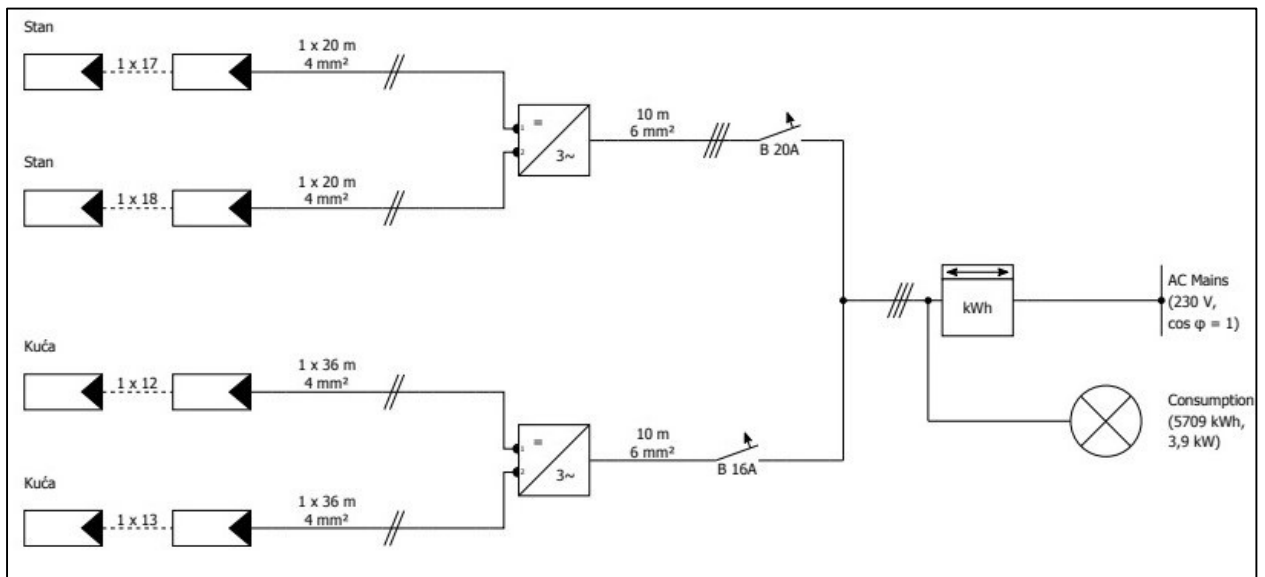 Stan
1 x 17
1 x 20 m
4 mm²
1
=
2
3~
10 m
6 mm²
B 20A
Stan
1 x 18
1 x 20 m
4 mm²
kWh
AC Mains
(230 V,
cos φ = 1)
Kuća
1 x 12
1 x 36 m
4 mm²
1
=
2
3~
10 m
6 mm²
B 16A
Consumption
(5709 kWh,
3,9 kW)
Kuća
1 x 13
1 x 36 m
4 mm²